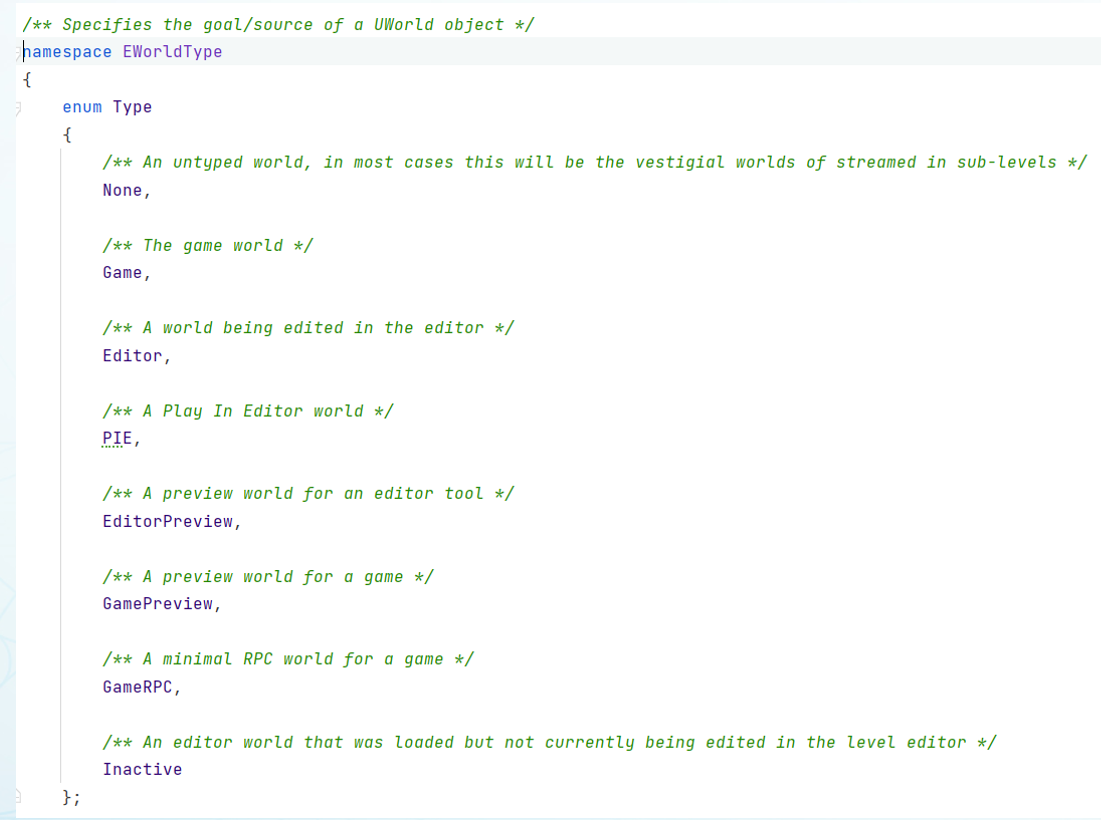 /** Specifies the goal/source of a UWorld object */
namespace EWorldType
{
    enum Type
    {
        /** An untyped world, in most cases this will be the vestigial worlds of streamed in sub-levels */
        None,

        /** The game world */
        Game,

        /** A world being edited in the editor */
        Editor,

        /** A Play In Editor world */
        PIE,

        /** A preview world for an editor tool */
        EditorPreview,

        /** A preview world for a game */
        GamePreview,

        /** A minimal RPC world for a game */
        GameRPC,

        /** An editor world that was loaded but not currently being edited in the level editor */
        Inactive
    };